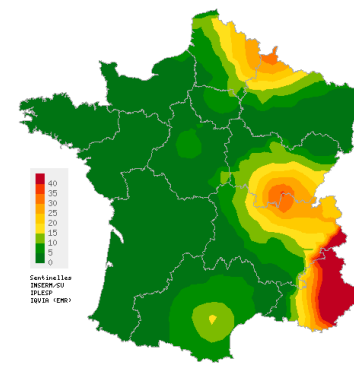 40
35
30
25
20
15
10
5
0
Sentinelles
INSERM/SU
IPLESP
IQVIA (EMR)